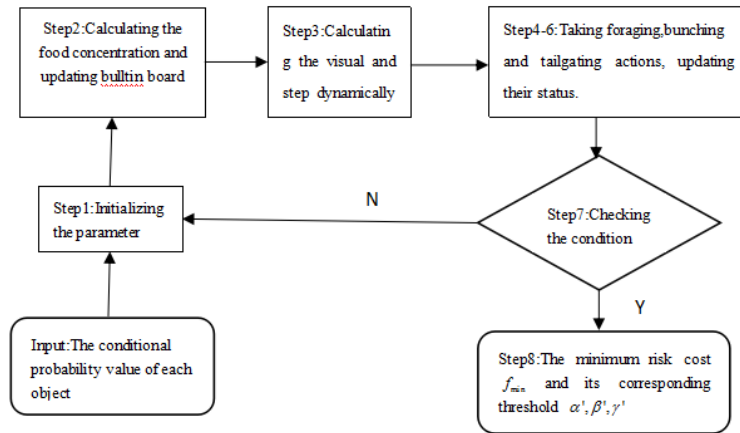 Step2:Calculating the
food concentration and
updating bulltin board
Step3:Calculatin
g the visual and
step dynamically
Step4-6:Taking foraging,bunching
and tailgating actions, updating
their status.
Step1:Initializing
the parameter
N
Step7:Checking
the condition
Y
Input:The conditional
probability value of each
object
Step8:The minimum risk cost
f_min and its corresponding
threshold α',β',γ'